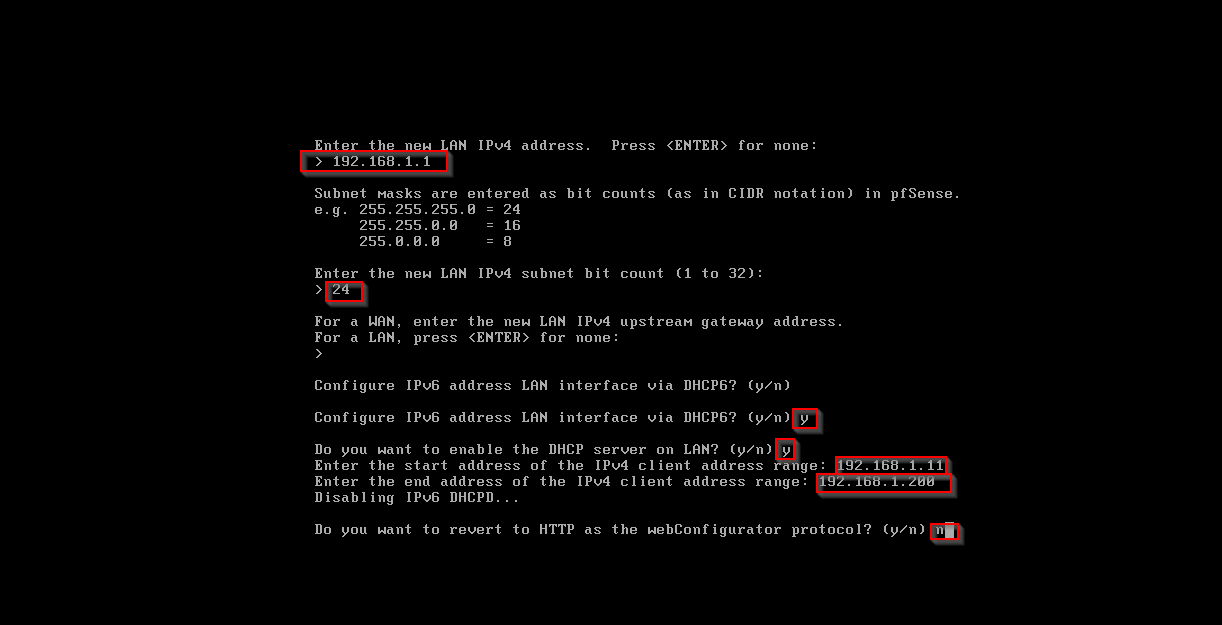 Enter the new LAN IPv4 address.  Press <ENTER> for none:
> 192.168.1.1
Subnet masks are entered as bit counts (as in CIDR notation) in pfSense.
e.g. 255.255.255.0 = 24
     255.255.0.0   = 16
     255.0.0.0     = 8
Enter the new LAN IPv4 subnet bit count (1 to 32):
> 24
For a WAN, enter the new LAN IPv4 upstream gateway address.
For a LAN, press <ENTER> for none:
>
Configure IPv6 address LAN interface via DHCP6? (y/n)
Configure IPv6 address LAN interface via DHCP6? (y/n) y
Do you want to enable the DHCP server on LAN? (y/n) y
Enter the start address of the IPv4 client address range: 192.168.1.11
Enter the end address of the IPv4 client address range: 192.168.1.200
Disabling IPv6 DHCPD...
Do you want to revert to HTTP as the webConfigurator protocol? (y/n) n